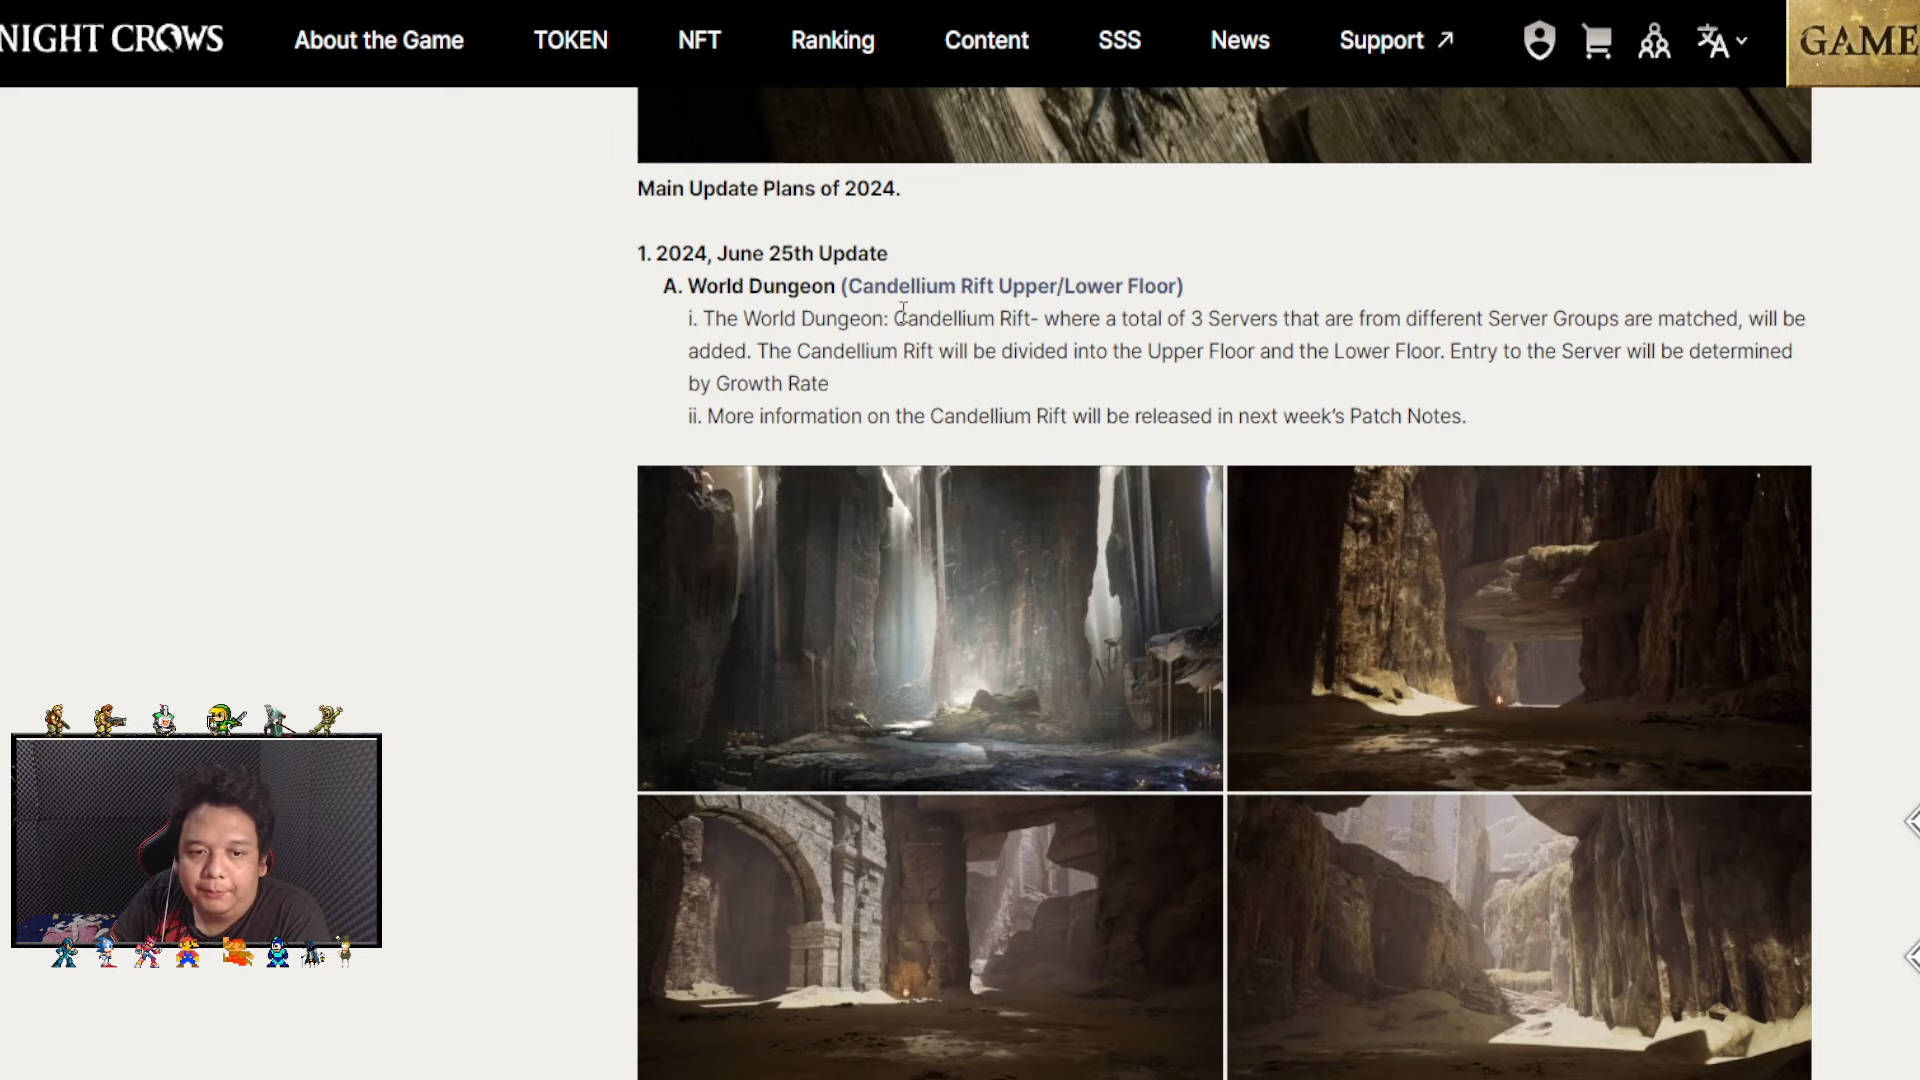 NIGHT CROWS
About the Game
TOKEN
NFT
Ranking
Content
SSS
News
Support
GAME
Main Update Plans of 2024.
1. 2024, June 25th Update
A. World Dungeon (Candellium Rift Upper/Lower Floor)
i. The World Dungeon: Candellium Rift- where a total of 3 Servers that are from different Server Groups are matched, will be
added. The Candellium Rift will be divided into the Upper Floor and the Lower Floor. Entry to the Server will be determined
by Growth Rate
ii. More information on the Candellium Rift will be released in next week’s Patch Notes.